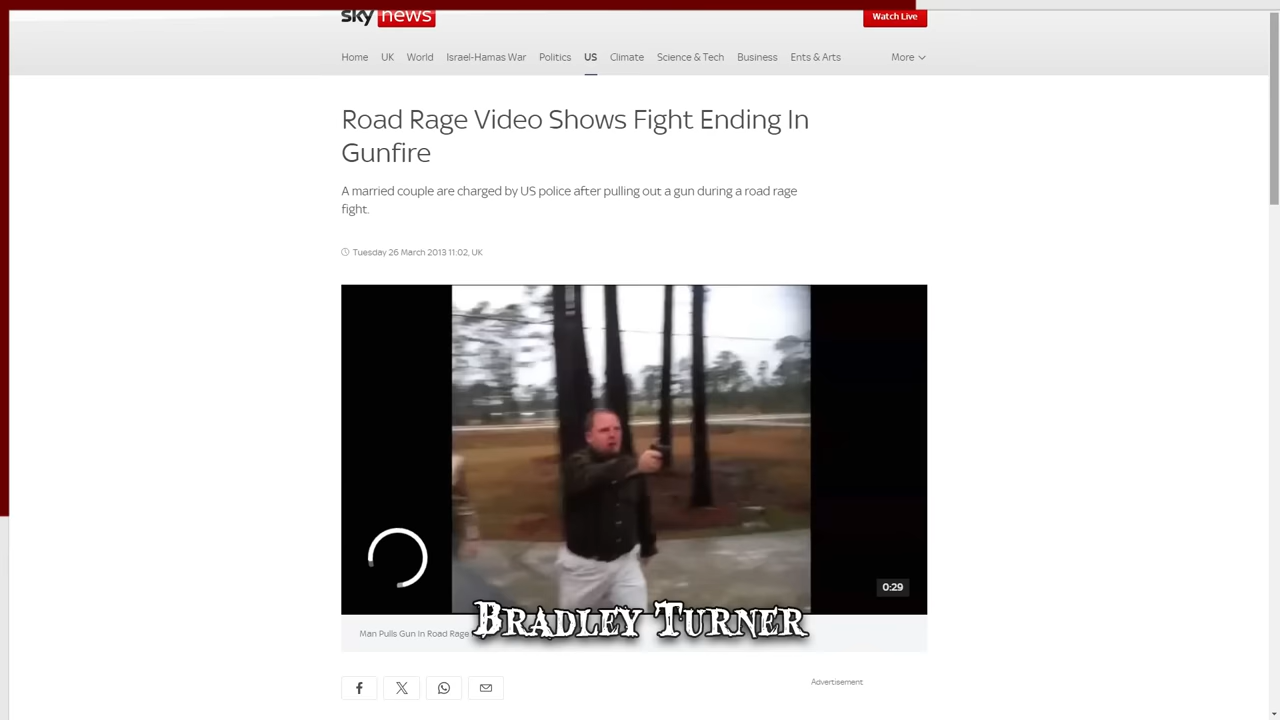 sky news
Watch Live
Home UK World Israel-Hamas War Politics US Climate Science & Tech Business Ents & Arts More
Road Rage Video Shows Fight Ending In
Gunfire
A married couple are charged by US police after pulling out a gun during a road rage
fight.
Tuesday 26 March 2013 11:02, UK
0:29
BRADLEY TURNER
Man Pulls Gun In Road Rage
Advertisement